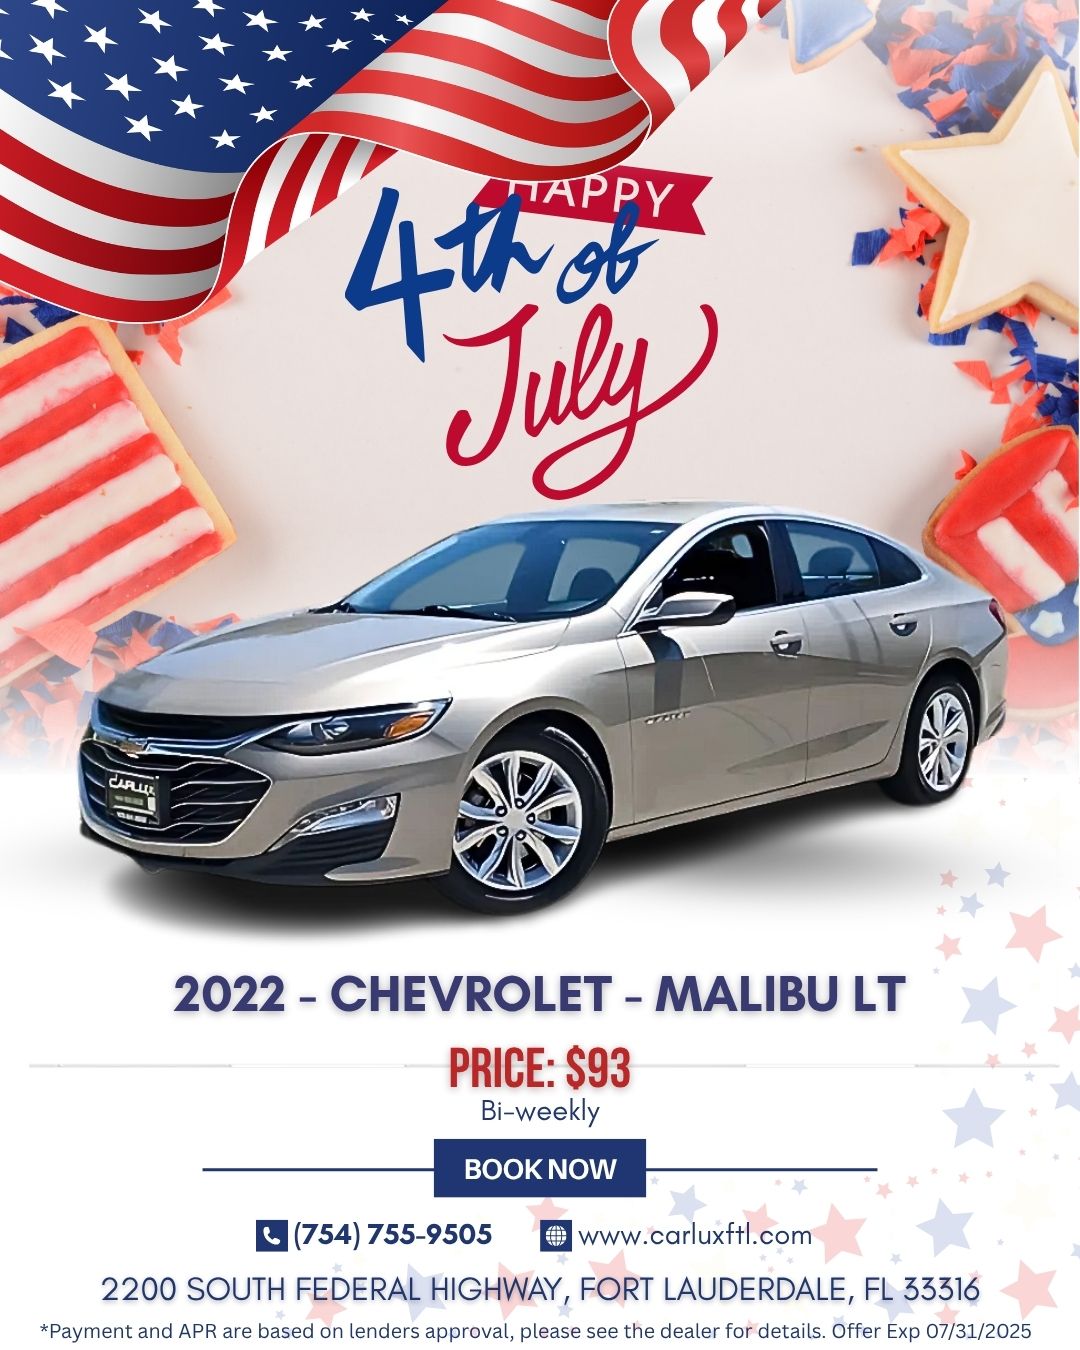 HAPPY
4th of
July
CARLUX
2022 - CHEVROLET - MALIBU LT
PRICE: $93
Bi-weekly
BOOK NOW
(754) 755-9505 www.carluxftl.com
2200 SOUTH FEDERAL HIGHWAY, FORT LAUDERDALE, FL 33316
*Payment and APR are based on lenders approval, please see the dealer for details. Offer Exp 07/31/2025